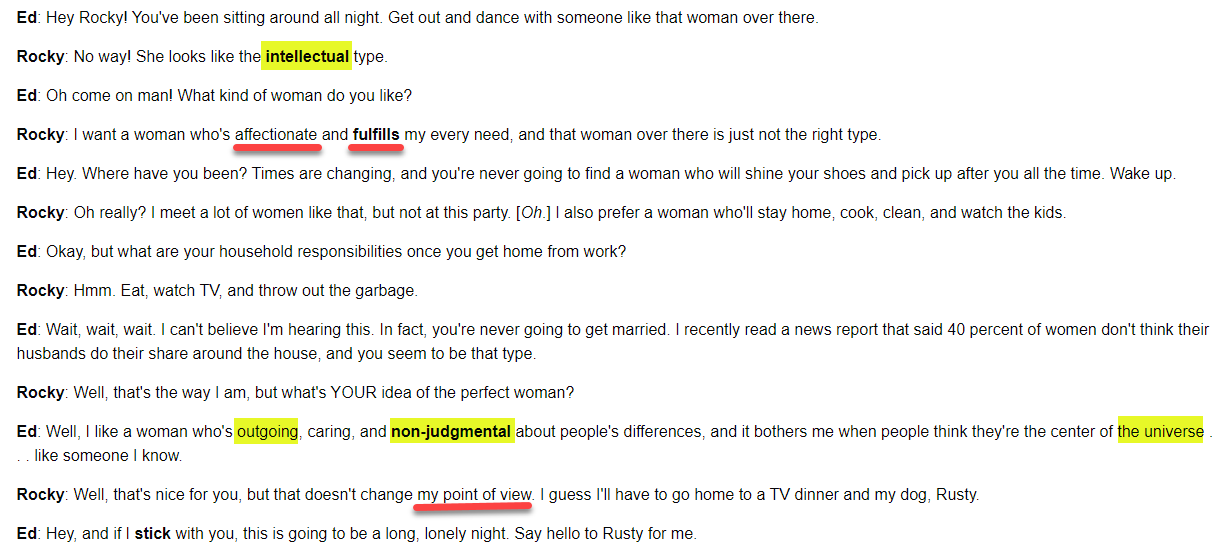 Ed: Hey Rocky! You've been sitting around all night. Get out and dance with someone like that woman over there.
Rocky: No way! She looks like the intellectual type.
Ed: Oh come on man! What kind of woman do you like?
Rocky: I want a woman who's affectionate and fulfills my every need, and that woman over there is just not the right type.
Ed: Hey. Where have you been? Times are changing, and you're never going to find a woman who will shine your shoes and pick up after you all the time. Wake up.
Rocky: Oh really? I meet a lot of women like that, but not at this party. [Oh.] I also prefer a woman who'll stay home, cook, clean, and watch the kids.
Ed: Okay, but what are your household responsibilities once you get home from work?
Rocky: Hmm. Eat, watch TV, and throw out the garbage.
Ed: Wait, wait, wait. I can't believe I'm hearing this. In fact, you're never going to get married. I recently read a news report that said 40 percent of women don't think their
husbands do their share around the house, and you seem to be that type.
Rocky: Well, that's the way I am, but what's YOUR idea of the perfect woman?
Ed: Well, I like a woman who's outgoing, caring, and non-judgmental about people's differences, and it bothers me when people think they're the center of the universe .
. . like someone I know.
Rocky: Well, that's nice for you, but that doesn't change my point of view. I guess I'll have to go home to a TV dinner and my dog, Rusty.
Ed: Hey, and if I stick with you, this is going to be a long, lonely night. Say hello to Rusty for me.